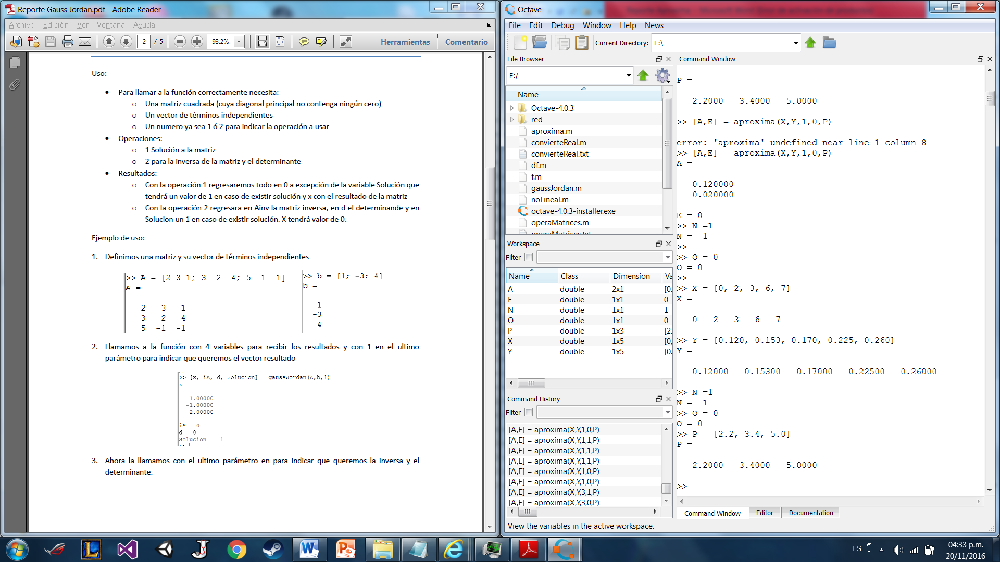 Reporte Gauss Jordan.pdf - Adobe Reader
Archivo Edición Ver Ventana Ayuda
2 / 5
93.2%
Herramientas
Comentario
Uso:
• Para llamar a la función correctamente necesita:
o Una matriz cuadrada (cuya diagonal principal no contenga ningún cero)
o Un vector de términos independientes
o Un numero ya sea 1 ó 2 para indicar la operación a usar
• Operaciones:
o 1 Solución a la matriz
o 2 para la inversa de la matriz y el determinante
• Resultados:
o Con la operación 1 regresaremos todo en 0 a excepción de la variable Solución que
tendrá un valor de 1 en caso de existir solución y x con el resultado de la matriz
o Con la operación 2 regresara en Ainv la matriz inversa, en d el determinande y en
Solucion un 1 en caso de existir solución. X tendrá valor de 0.
Ejemplo de uso:
1. Definimos una matriz y su vector de términos independientes
>> A = [2 3 1; 3 -2 -4; 5 -1 -1]
A =
2 3 1
3 -2 -4
5 -1 -1
>> b = [1; -3; 4]
b =
1
-3
4
2. Llamamos a la función con 4 variables para recibir los resultados y con 1 en el ultimo
parámetro para indicar que queremos el vector resultado
>> [x, iA, d, Solucion] = gaussJordan(A,b,1)
x =
1.00000
-1.00000
2.00000
iA = 0
d = 0
Solucion = 1
>> |
3. Ahora la llamamos con el ultimo parámetro en para indicar que queremos la inversa y el
determinante.
Octave
File Edit Debug Window Help News
Current Directory: E:\
File Browser
E:/
Name
Octave-4.0.3
red
aproxima.m
convierteReal.m
convierteReal.txt
df.m
f.m
gaussJordan.m
noLineal.m
octave-4.0.3-installer.exe
operaMatrices.m
operaMatrices.txt
Workspace
Filter
Name Class Dimension Va
A double 2x1 [0.
E double 1x1 0
N double 1x1 1
O double 1x1 0
P double 1x3 [2.
X double 1x5 [0,
Y double 1x5 [0.
Command History
Filter
[A,E] = aproxima(X,Y,1,0,P)
[A,E] = aproxima(X,Y,1,1,P)
[A,E] = aproxima(X,Y,1,1,P)
[A,E] = aproxima(X,Y,1,1,P)
[A,E] = aproxima(X,Y,1,0,P)
[A,E] = aproxima(X,Y,1,0,P)
[A,E] = aproxima(X,Y,3,1,P)
[A,E] = aproxima(X,Y,3,0,P)
Command Window
P =
2.2000 3.4000 5.0000
>> [A,E] = aproxima(X,Y,1,0,P)
error: 'aproxima' undefined near line 1 column 8
>> [A,E] = aproxima(X,Y,1,0,P)
A =
0.120000
0.020000
E = 0
>> N =1
N = 1
>>
>> O = 0
O = 0
>>
>> X = [0, 2, 3, 6, 7]
X =
0 2 3 6 7
>> Y = [0.120, 0.153, 0.170, 0.225, 0.260]
Y =
0.12000 0.15300 0.17000 0.22500 0.26000
>> N =1
N = 1
>> O = 0
O = 0
>> P = [2.2, 3.4, 5.0]
P =
2.2000 3.4000 5.0000
>>
Command Window Editor Documentation
View the variables in the active workspace.
ES
04:33 p.m.
20/11/2016